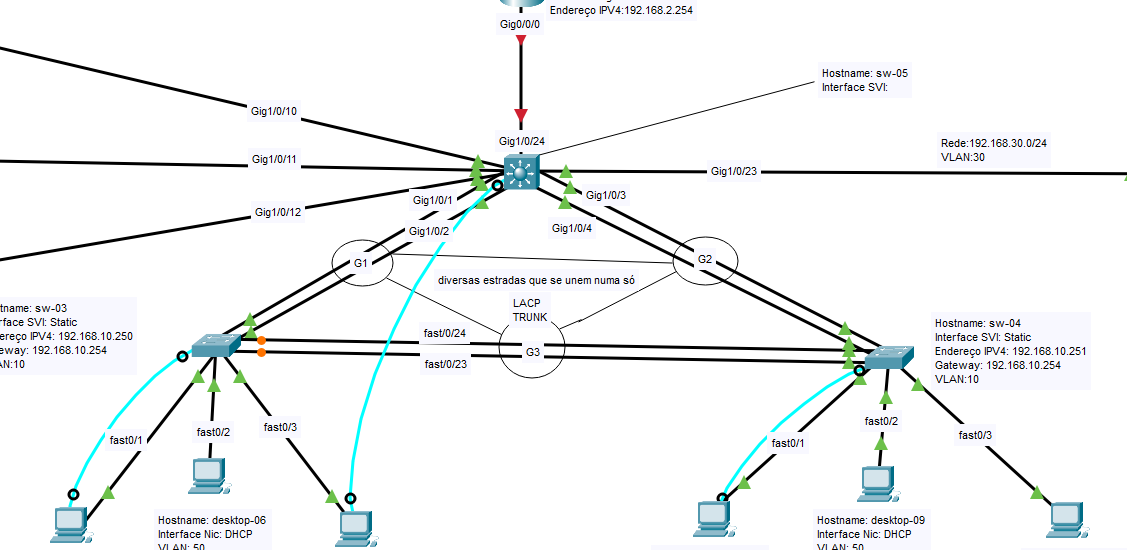 Endereço IPV4:192.168.2.254
Gig0/0/0
Hostname: sw-05
Interface SVI:
Gig1/0/10
Gig1/0/24
Rede:192.168.30.0/24
VLAN:30
Gig1/0/11
Gig1/0/23
Gig1/0/1
Gig1/0/3
Gig1/0/12
Gig1/0/2
Gig1/0/4
G1
G2
diversas estradas que se unem numa só
LACP
TRUNK
G3
fast/0/24
fast/0/23
tname: sw-03
rface SVI: Static
ereço IPV4: 192.168.10.250
eway: 192.168.10.254
AN:10
Hostname: sw-04
Interface SVI: Static
Endereço IPV4: 192.168.10.251
Gateway: 192.168.10.254
VLAN:10
fast0/1
fast0/2
fast0/3
fast0/1
fast0/2
fast0/3
Hostname: desktop-06
Interface Nic: DHCP
VLAN: 50
Hostname: desktop-09
Interface Nic: DHCP
VLAN: 50